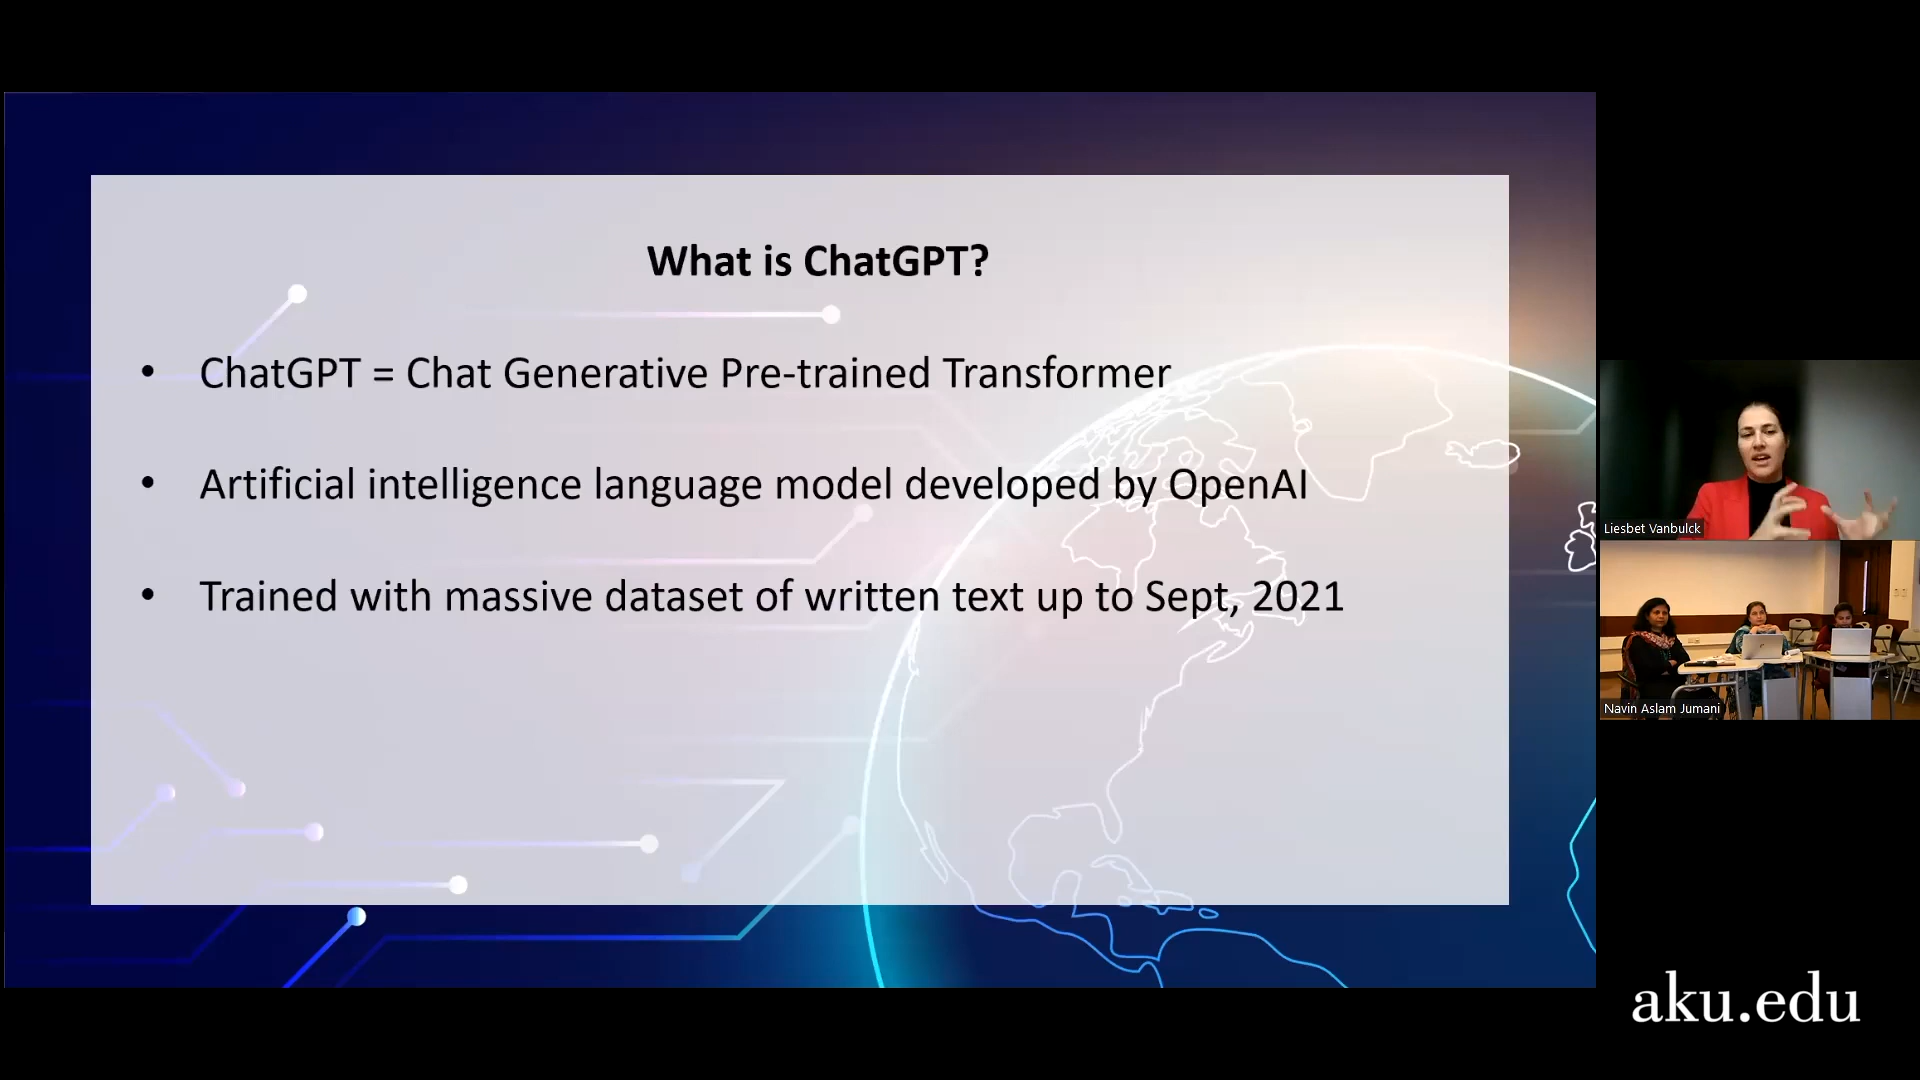 What is ChatGPT?
• ChatGPT = Chat Generative Pre-trained Transformer
• Artificial intelligence language model developed by OpenAI
• Trained with massive dataset of written text up to Sept, 2021
Liesbet Vanbulck
Navin Aslam Jumani
aku.edu